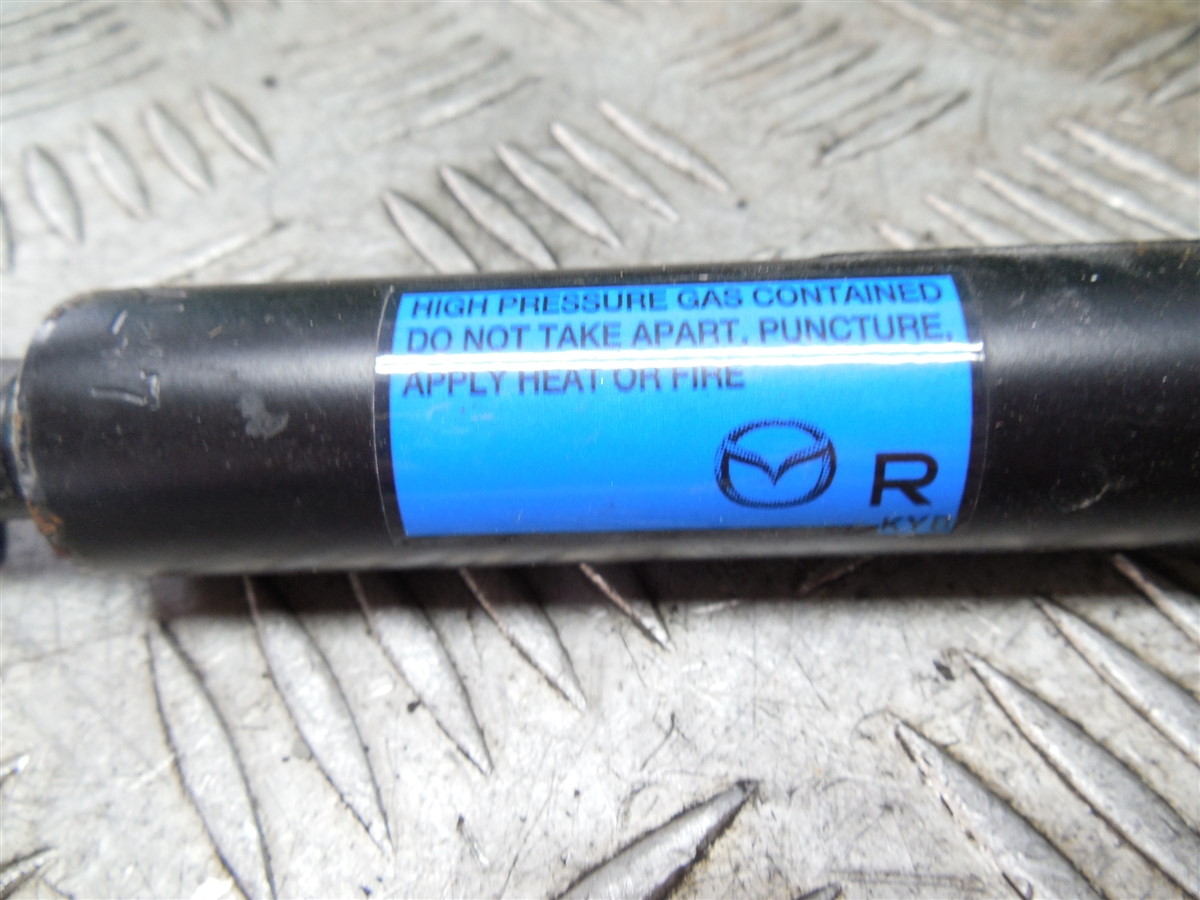 HIGH PRESSURE GAS CONTAINED
DO NOT TAKE APART, PUNCTURE,
APPLY HEAT OR FIRE
R
KYB